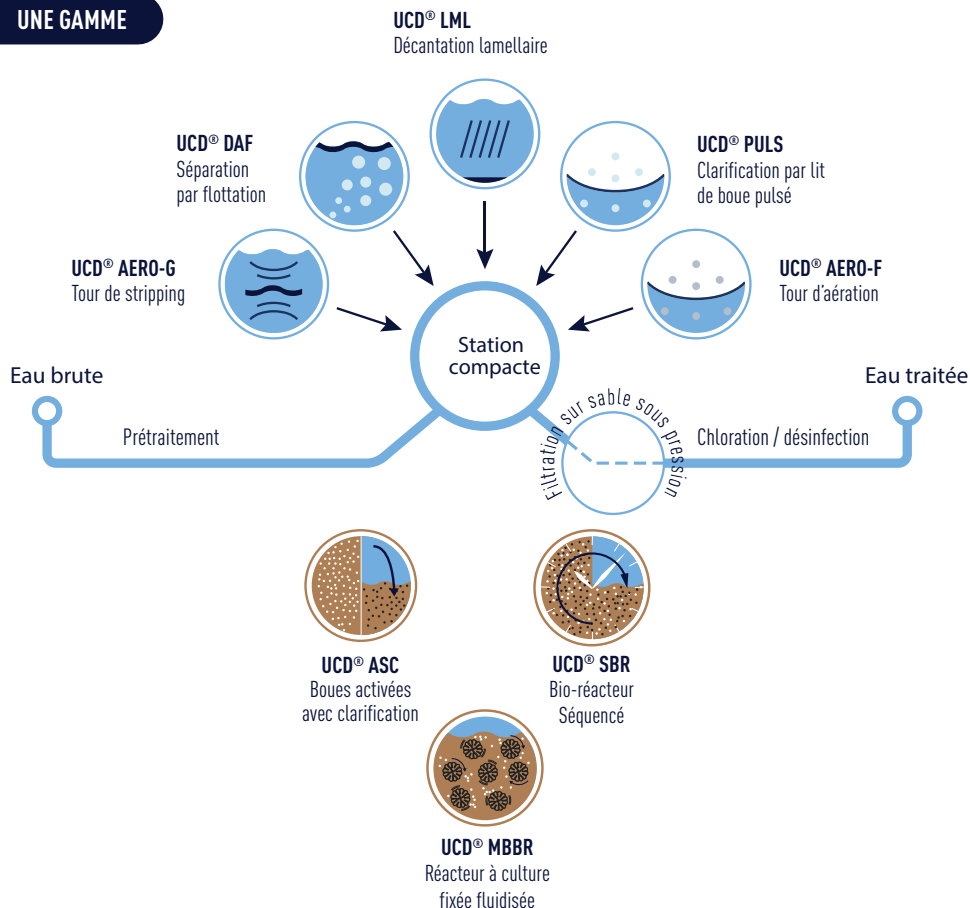 UNE GAMME
UCD® LML
Décantation lamellaire
UCD® DAF
Séparation
par flottation
UCD® PULS
Clarification par lit
de boue pulsé
UCD® AERO-G
Tour de stripping
UCD® AERO-F
Tour d'aération
Station
compacte
Eau brute
Eau traitée
Prétraitement
Filtration sur sable sous pression
Chloration / désinfection
UCD® ASC
Boues activées
avec clarification
UCD® SBR
Bio-réacteur
Séquencé
UCD® MBBR
Réacteur à culture
fixée fluidisée